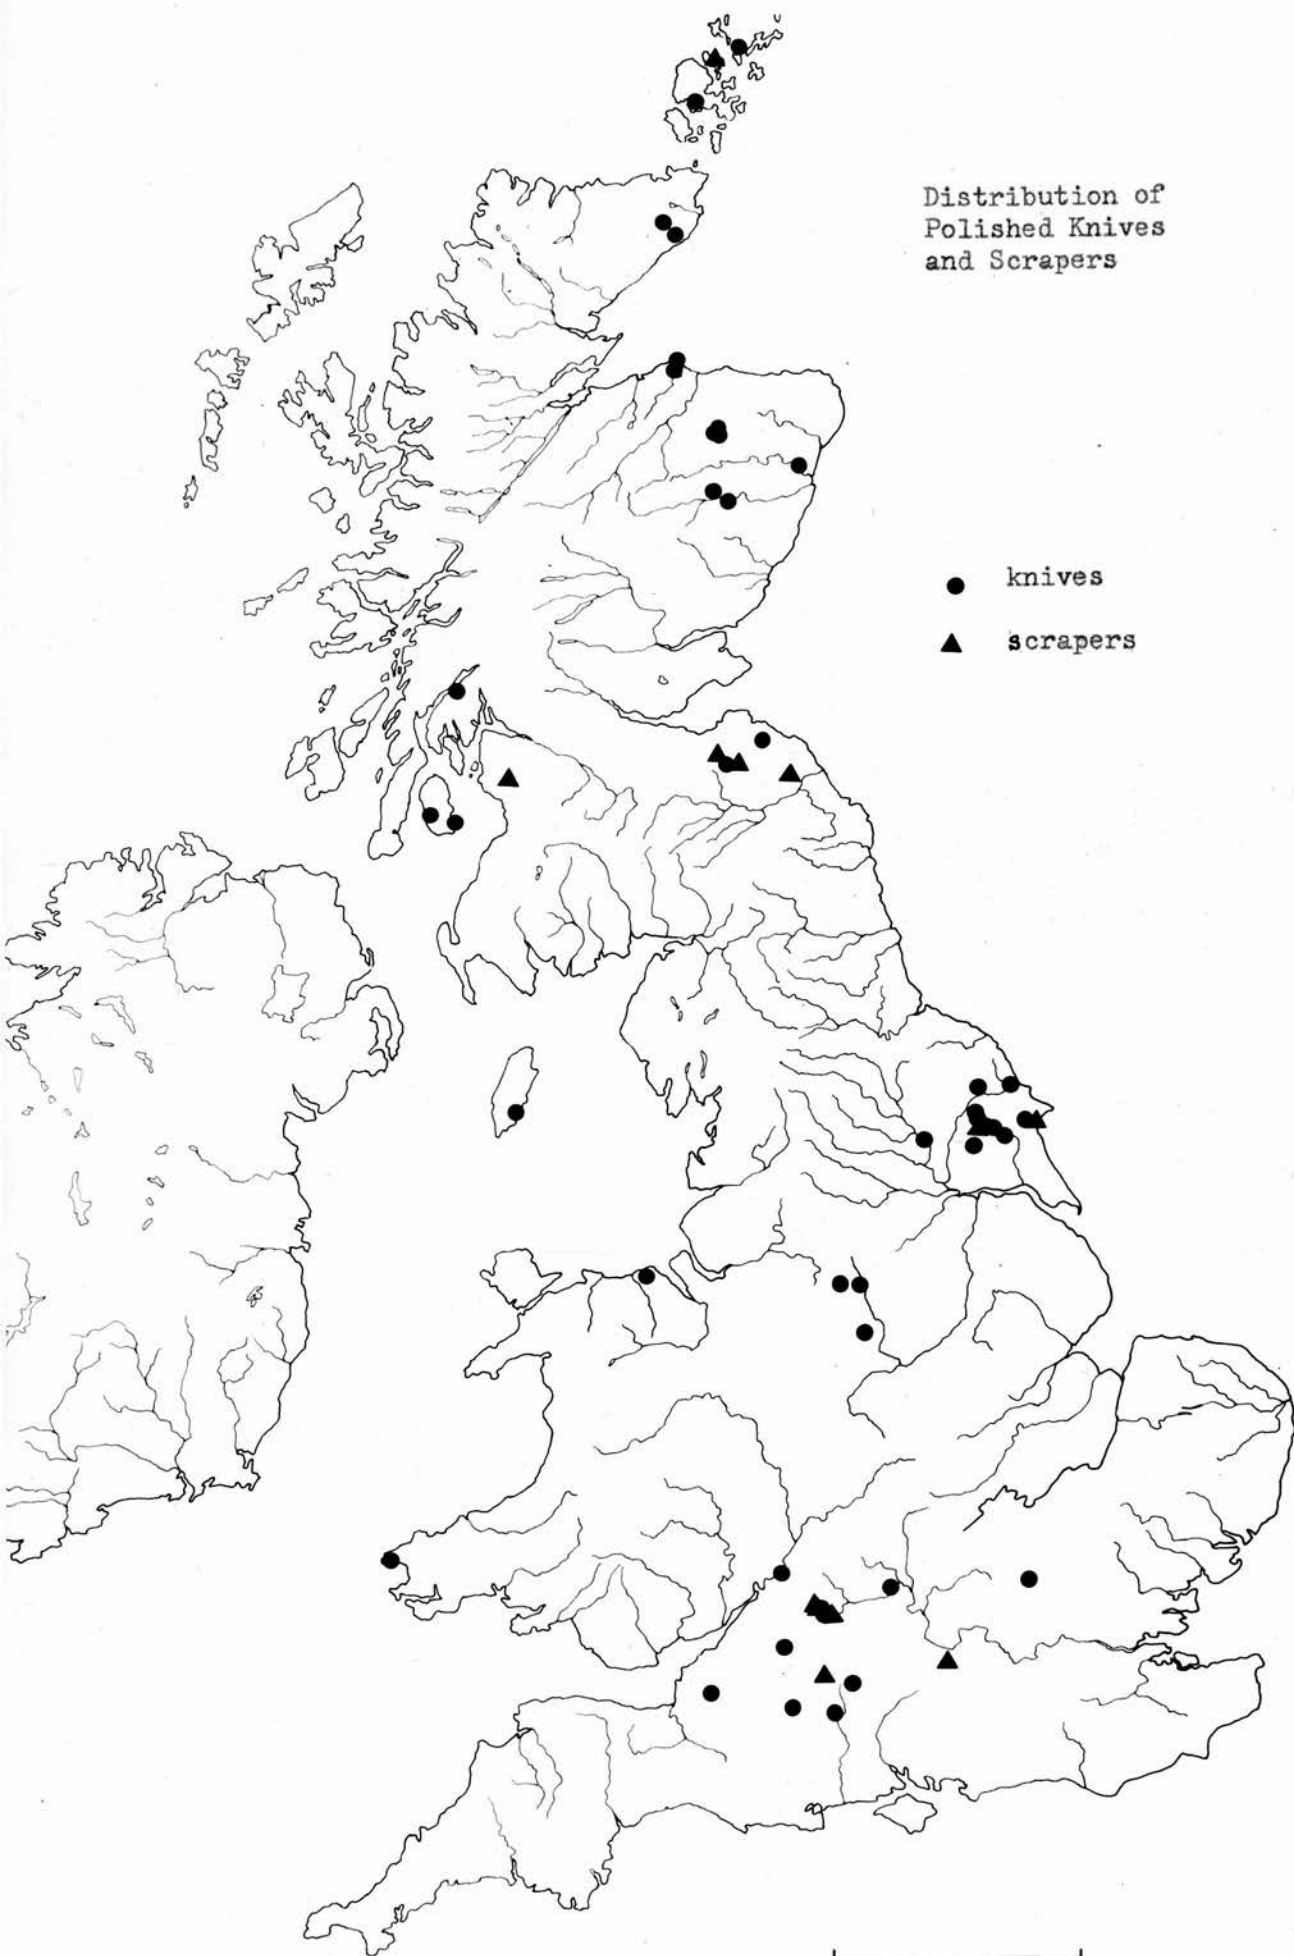 Distribution of
Polished Knives
and Scrapers
knives
scrapers